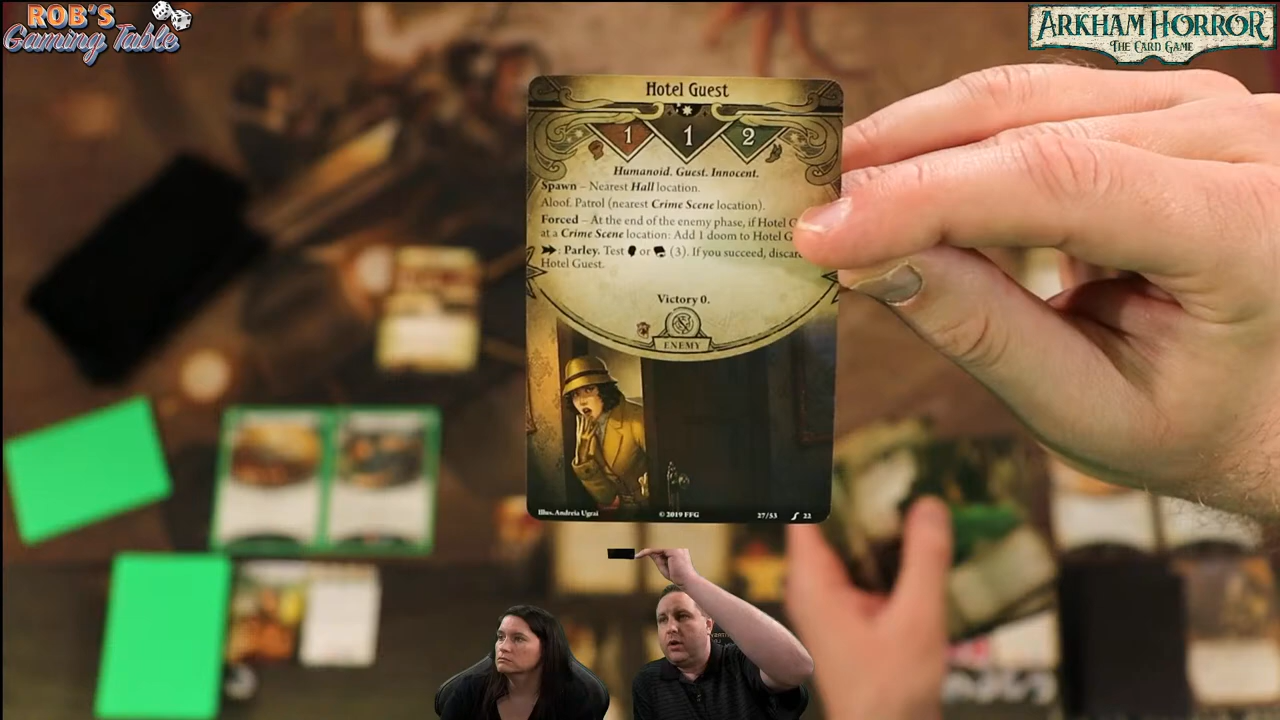 ROB'S
Gaming Table
ARKHAM HORROR
THE CARD GAME
Hotel Guest
1 1 2
Humanoid. Guest. Innocent.
Spawn – Nearest Hall location.
Aloof. Patrol (nearest Crime Scene location).
Forced – At the end of the enemy phase, if Hotel G
at a Crime Scene location: Add 1 doom to Hotel G
: Parley. Test or (3). If you succeed, discar
Hotel Guest.
Victory 0.
ENEMY
Illus. Andreia Ugrai
© 2019 FFG
27/53
22